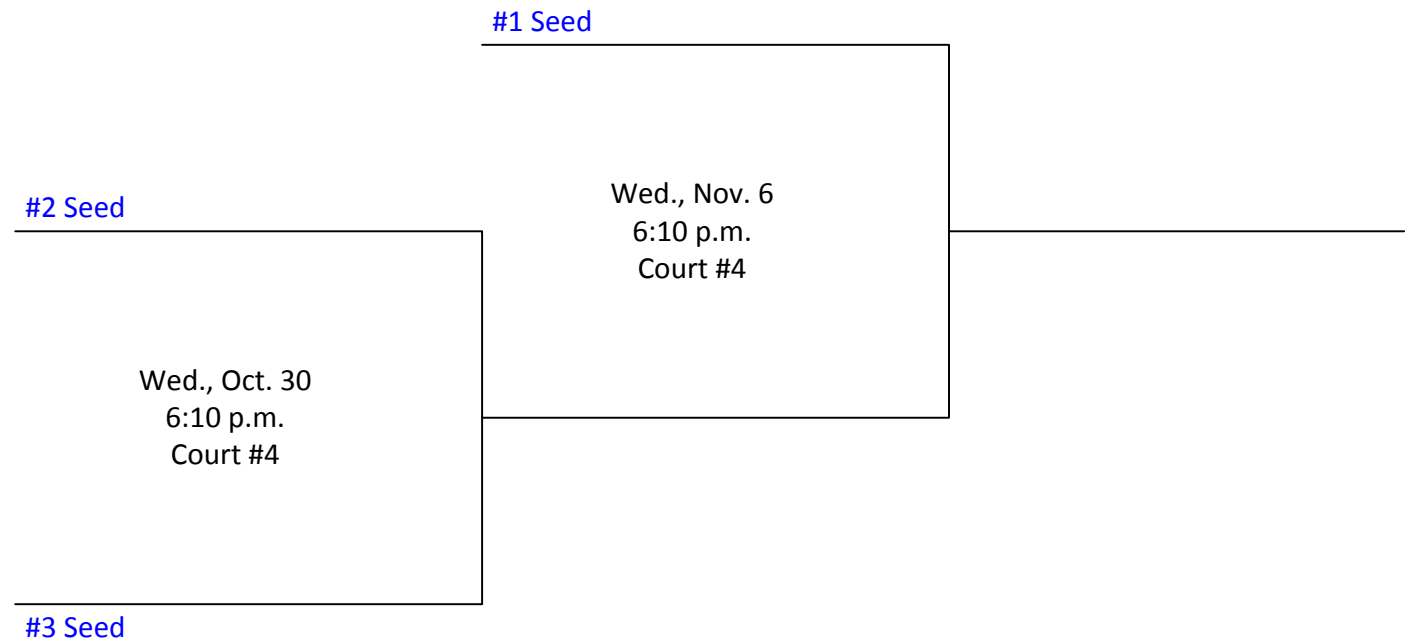 #1 Seed
#2 Seed
Wed., Nov. 6
6:10 p.m.
Court #4
Wed., Oct. 30
6:10 p.m.
Court #4
#3 Seed